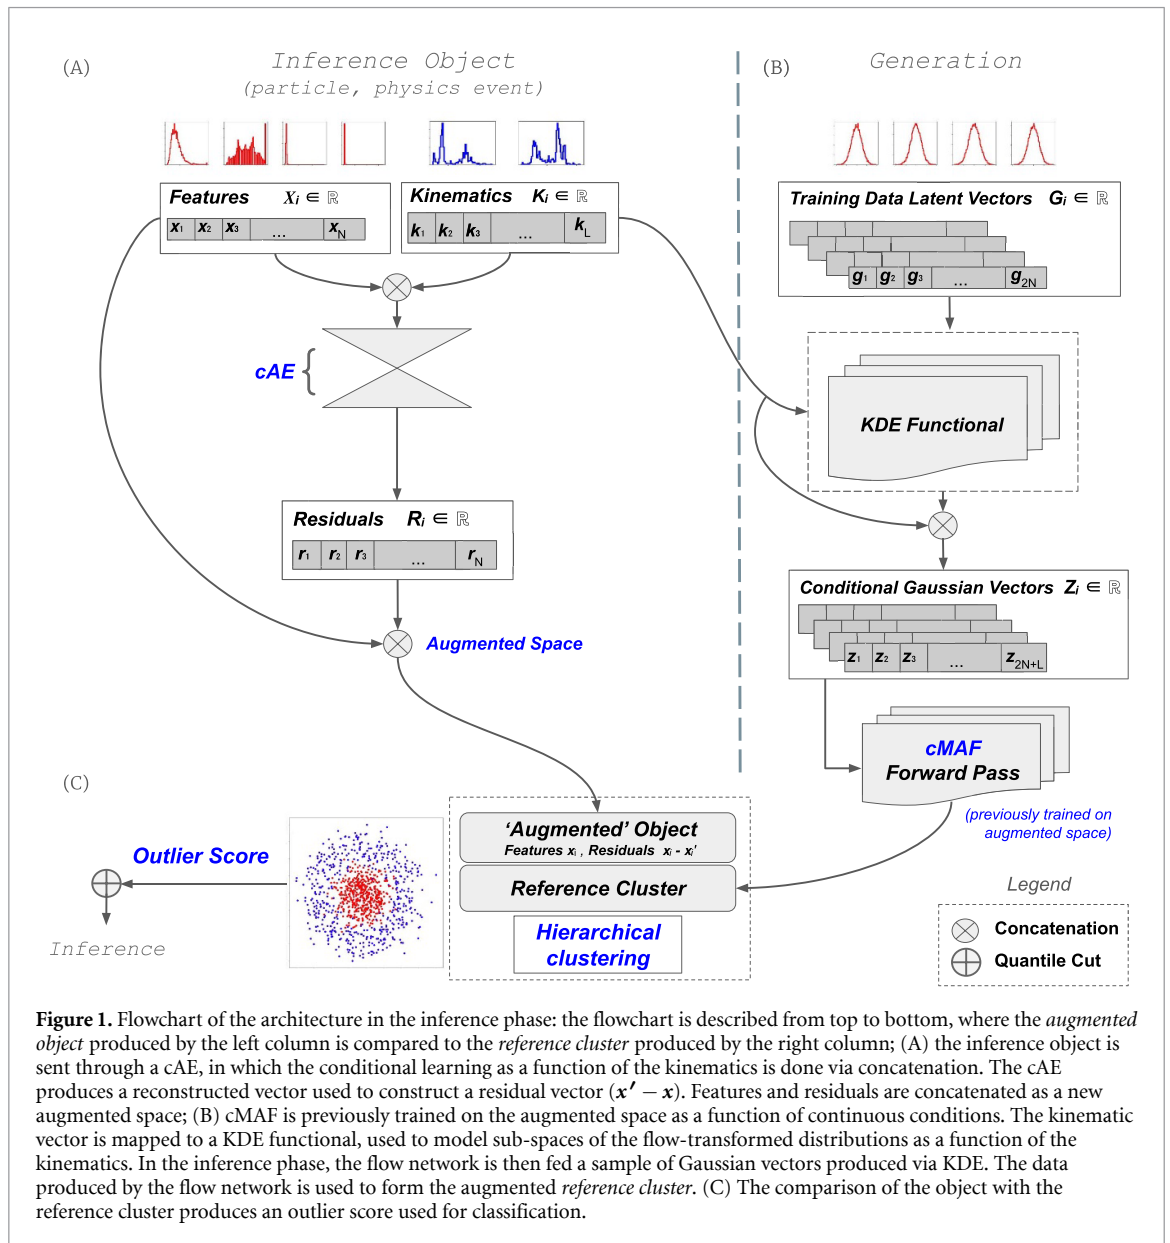 (A)
Inference Object
(particle, physics event)
Features Xi ∈ ℝ
x1 x2 x3 ... xN
Kinematics Ki ∈ ℝ
k1 k2 k3 ... kL
cAE
Residuals Ri ∈ ℝ
r1 r2 r3 ... rN
Augmented Space
(B)
Generation
Training Data Latent Vectors Gi ∈ ℝ
g1 g2 g3 ... g2N
KDE Functional
Conditional Gaussian Vectors Zi ∈ ℝ
z1 z2 z3 ... z2N+L
cMAF
Forward Pass
(previously trained on
augmented space)
(C)
'Augmented' Object
Features xi , Residuals xi - xi'
Reference Cluster
Hierarchical
clustering
Outlier Score
Inference
Legend
Concatenation
Quantile Cut
Figure 1. Flowchart of the architecture in the inference phase: the flowchart is described from top to bottom, where the augmented
object produced by the left column is compared to the reference cluster produced by the right column; (A) the inference object is
sent through a cAE, in which the conditional learning as a function of the kinematics is done via concatenation. The cAE
produces a reconstructed vector used to construct a residual vector (x′ − x). Features and residuals are concatenated as a new
augmented space; (B) cMAF is previously trained on the augmented space as a function of continuous conditions. The kinematic
vector is mapped to a KDE functional, used to model sub-spaces of the flow-transformed distributions as a function of the
kinematics. In the inference phase, the flow network is then fed a sample of Gaussian vectors produced via KDE. The data
produced by the flow network is used to form the augmented reference cluster. (C) The comparison of the object with the
reference cluster produces an outlier score used for classification.